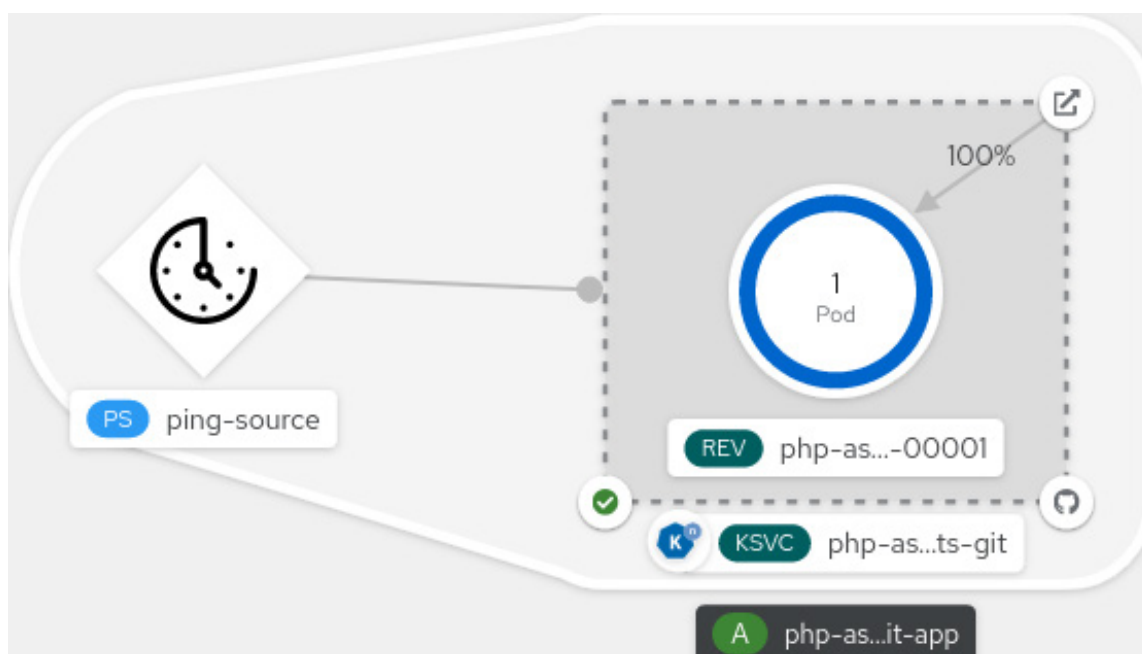 100%
1
Pod
PS ping-source
REV php-as...-00001
K n KSVC php-as...ts-git
A php-as...it-app